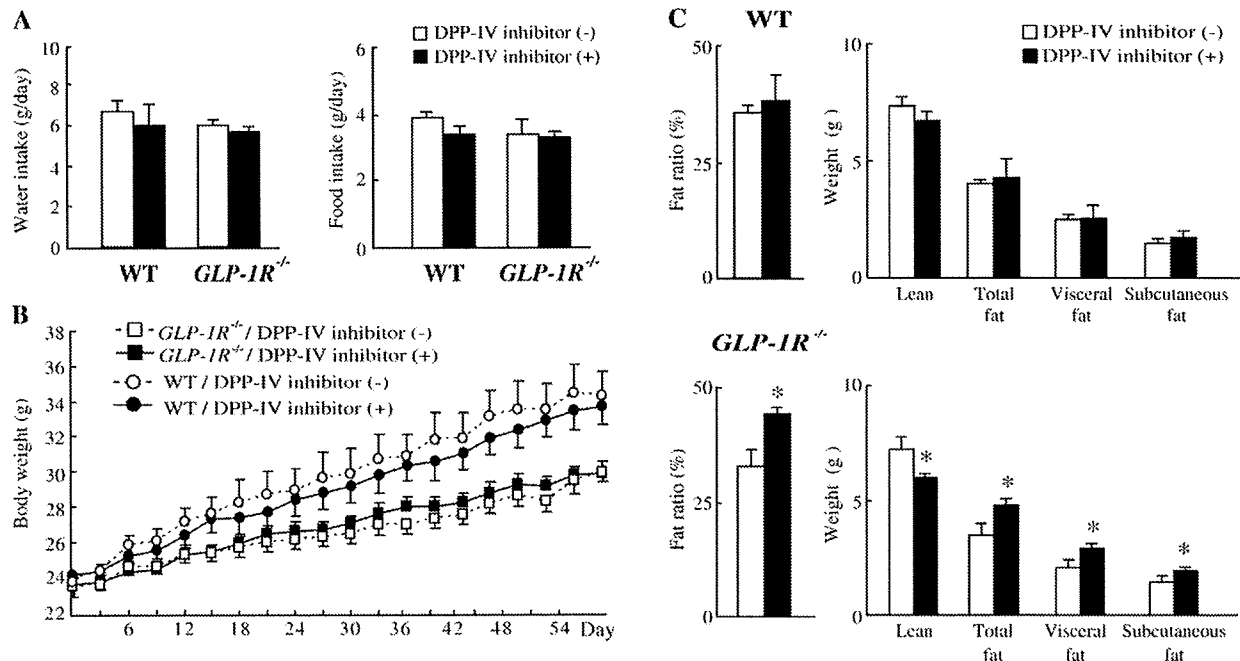 A
DPP-IV inhibitor (-)
DPP-IV inhibitor (+)
Water intake (g/day)
10
8
6
4
2
0
WT
GLP-1R-/-
Food intake (g/day)
6
4
2
0
WT
GLP-1R-/-
B
GLP-1R-/- / DPP-IV inhibitor (-)
GLP-1R-/- / DPP-IV inhibitor (+)
WT / DPP-IV inhibitor (-)
WT / DPP-IV inhibitor (+)
Body weight (g)
38
36
34
32
30
28
26
24
22
6 12 18 24 30 36 42 48 54 Day
C
WT
DPP-IV inhibitor (-)
DPP-IV inhibitor (+)
Fat ratio (%)
50
25
0
Weight (g)
10
5
0
Lean
Total fat
Visceral fat
Subcutaneous fat
GLP-1R-/-
Fat ratio (%)
50
25
0
*
Weight (g)
10
5
0
* * * *
Lean
Total fat
Visceral fat
Subcutaneous fat